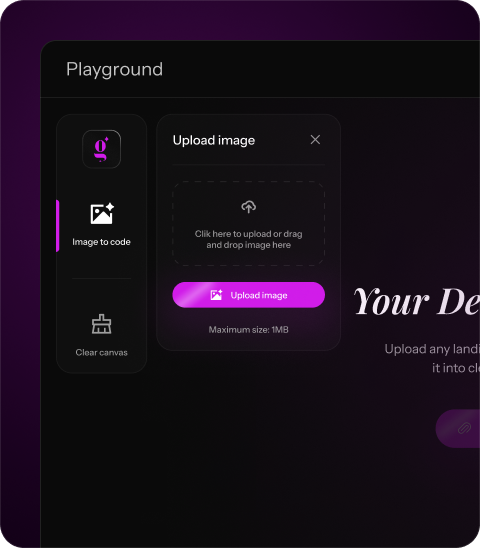 Playground
g
Image to code
Clear canvas
Upload image
Clik here to upload or drag
and drop image here
Upload image
Maximum size: 1MB
Your De
Upload any landi
it into cle